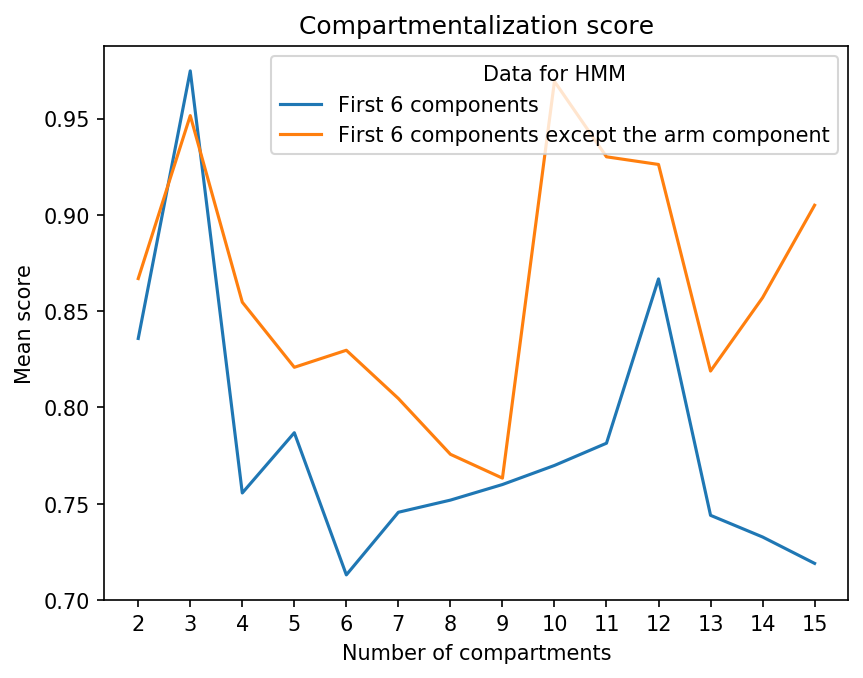 Compartmentalization score
Data for HMM
First 6 components
First 6 components except the arm component
Mean score
0.95
0.90
0.85
0.80
0.75
0.70
2 3 4 5 6 7 8 9 10 11 12 13 14 15
Number of compartments